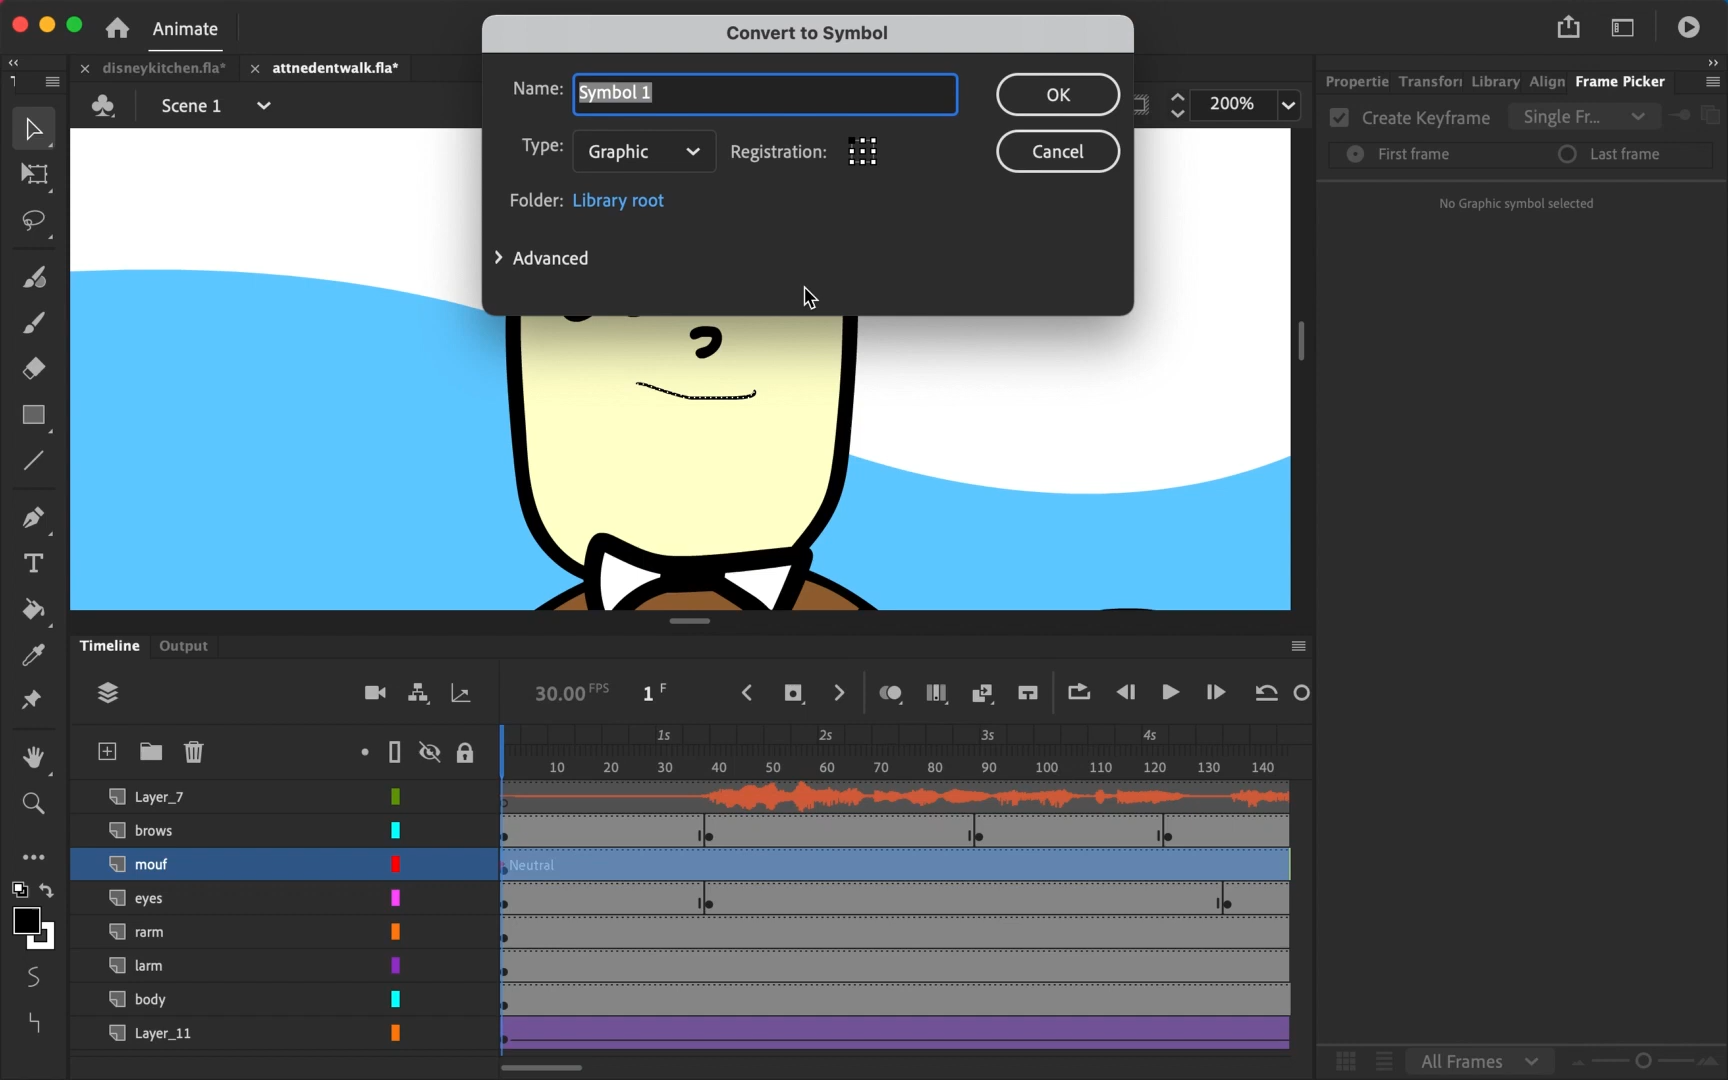 Animate
Convert to Symbol
disneykitchen.fla*
attnedentwalk.fla*
Scene 1
200%
Name: Symbol 1
OK
Type: Graphic
Registration:
Cancel
Folder: Library root
Advanced
Propertie
Transfori
Library
Align
Frame Picker
Create Keyframe
Single Fr...
First frame
Last frame
No Graphic symbol selected
T
Timeline
Output
30.00 FPS
1 F
1s 2s 3s 4s
10 20 30 40 50 60 70 80 90 100 110 120 130 140
Layer_7
brows
mouf
Neutral
eyes
rarm
larm
body
Layer_11
All Frames